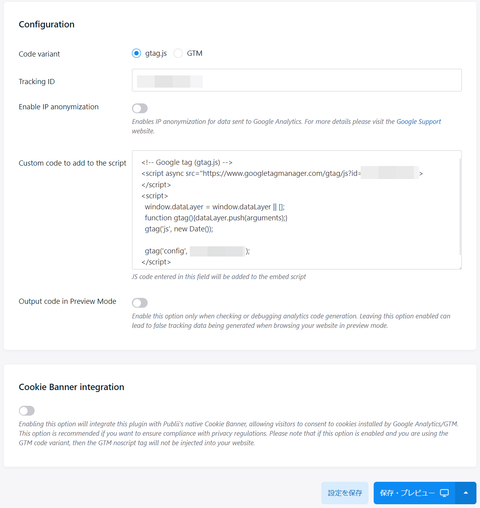 Configuration
Code variant
gtag.js
GTM
Tracking ID
Enable IP anonymization
Enables IP anonymization for data sent to Google Analytics. For more details please visit the Google Support
website.
Custom code to add to the script
<!-- Google tag (gtag.js) -->
<script async src="https://www.googletagmanager.com/gtag/js?id= >
</script>
<script>
window.dataLayer = window.dataLayer || [];
function gtag(){dataLayer.push(arguments);}
gtag('js', new Date());
gtag('config', );
</script>
JS code entered in this field will be added to the embed script
Output code in Preview Mode
Enable this option only when checking or debugging analytics code generation. Leaving this option enabled can
lead to false tracking data being generated when browsing your website in preview mode.
Cookie Banner integration
Enabling this option will integrate this plugin with Publii's native Cookie Banner, allowing visitors to consent to cookies installed by Google Analytics/GTM.
This option is recommended if you want to ensure compliance with privacy regulations. Please note that if this option is enabled and you are using the
GTM code variant, then the GTM noscript tag will not be injected into your website.
設定を保存
保存・プレビュー